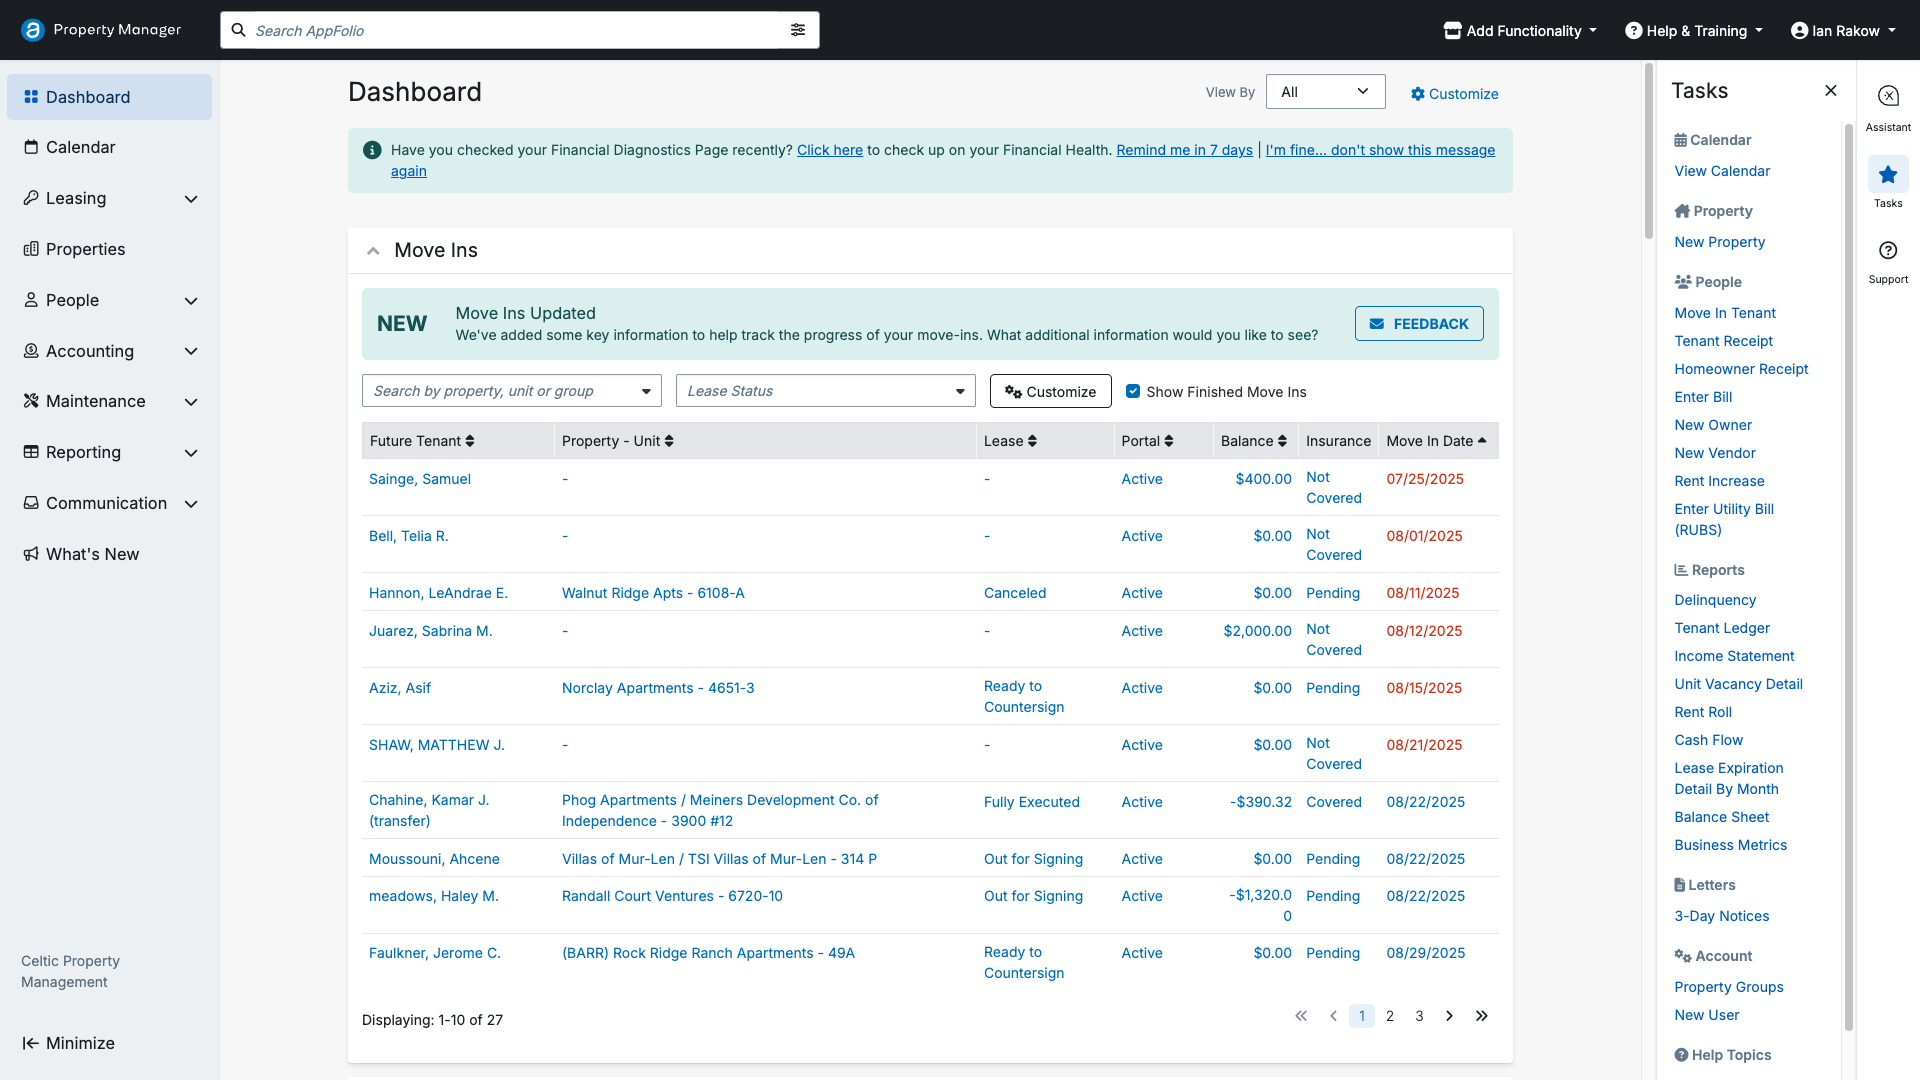 Property Manager
Search AppFolio
Add Functionality
Help & Training
Ian Rakow
Dashboard
Calendar
Leasing
Properties
People
Accounting
Maintenance
Reporting
Communication
What's New
Celtic Property
Management
Minimize
Dashboard
View By
All
Customize
Have you checked your Financial Diagnostics Page recently? Click here to check up on your Financial Health. Remind me in 7 days | I'm fine... don't show this message
again
Move Ins
NEW
Move Ins Updated
We've added some key information to help track the progress of your move-ins. What additional information would you like to see?
FEEDBACK
Search by property, unit or group
Lease Status
Customize
Show Finished Move Ins
Future Tenant Property - Unit Lease Portal Balance Insurance Move In Date
Sainge, Samuel - - Active $400.00 Not
Covered 07/25/2025
Bell, Telia R. - - Active $0.00 Not
Covered 08/01/2025
Hannon, LeAndrae E. Walnut Ridge Apts - 6108-A Canceled Active $0.00 Pending 08/11/2025
Juarez, Sabrina M. - - Active $2,000.00 Not
Covered 08/12/2025
Aziz, Asif Norclay Apartments - 4651-3 Ready to
Countersign Active $0.00 Pending 08/15/2025
SHAW, MATTHEW J. - - Active $0.00 Not
Covered 08/21/2025
Chahine, Kamar J.
(transfer) Phog Apartments / Meiners Development Co. of
Independence - 3900 #12 Fully Executed Active -$390.32 Covered 08/22/2025
Moussouni, Ahcene Villas of Mur-Len / TSI Villas of Mur-Len - 314 P Out for Signing Active $0.00 Pending 08/22/2025
meadows, Haley M. Randall Court Ventures - 6720-10 Out for Signing Active -$1,320.0
0 Pending 08/22/2025
Faulkner, Jerome C. (BARR) Rock Ridge Ranch Apartments - 49A Ready to
Countersign Active $0.00 Pending 08/29/2025
Displaying: 1-10 of 27
1 2 3
Tasks
Calendar
View Calendar
Property
New Property
People
Move In Tenant
Tenant Receipt
Homeowner Receipt
Enter Bill
New Owner
New Vendor
Rent Increase
Enter Utility Bill
(RUBS)
Reports
Delinquency
Tenant Ledger
Income Statement
Unit Vacancy Detail
Rent Roll
Cash Flow
Lease Expiration
Detail By Month
Balance Sheet
Business Metrics
Letters
3-Day Notices
Account
Property Groups
New User
Help Topics
Assistant
Tasks
Support